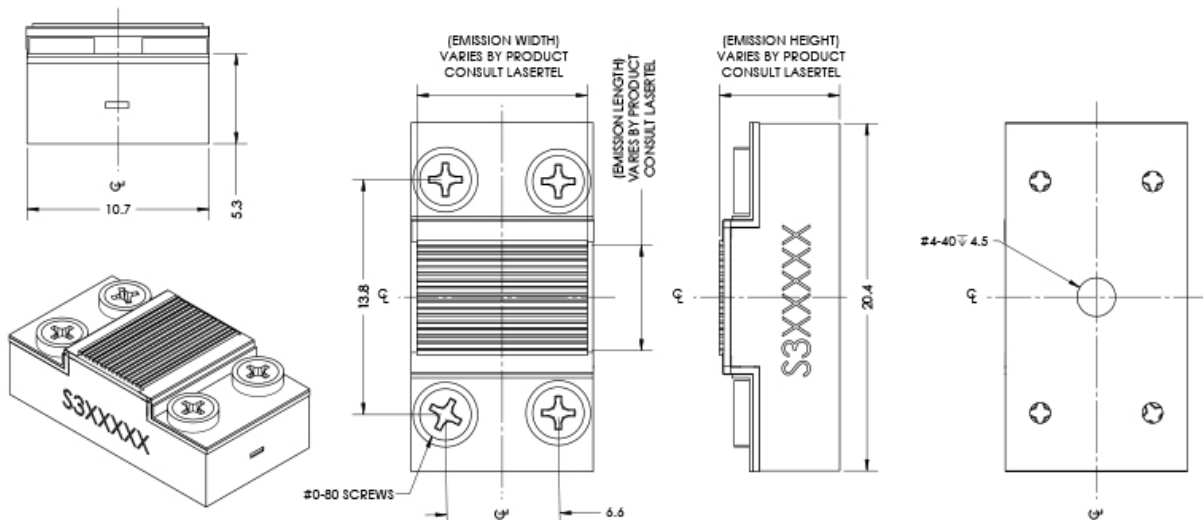 (EMISSION WIDTH)
VARIES BY PRODUCT
CONSULT LASERTEL
(EMISSION LENGTH)
VARIES BY PRODUCT
CONSULT LASERTEL
(EMISSION HEIGHT)
VARIES BY PRODUCT
CONSULT LASERTEL
℄
10.7
5.3
℄
13.8
℄
20.4
S3XXXXX
#4-40↧ 4.5
℄
S3XXXXX
#0-80 SCREWS
℄
6.6
℄